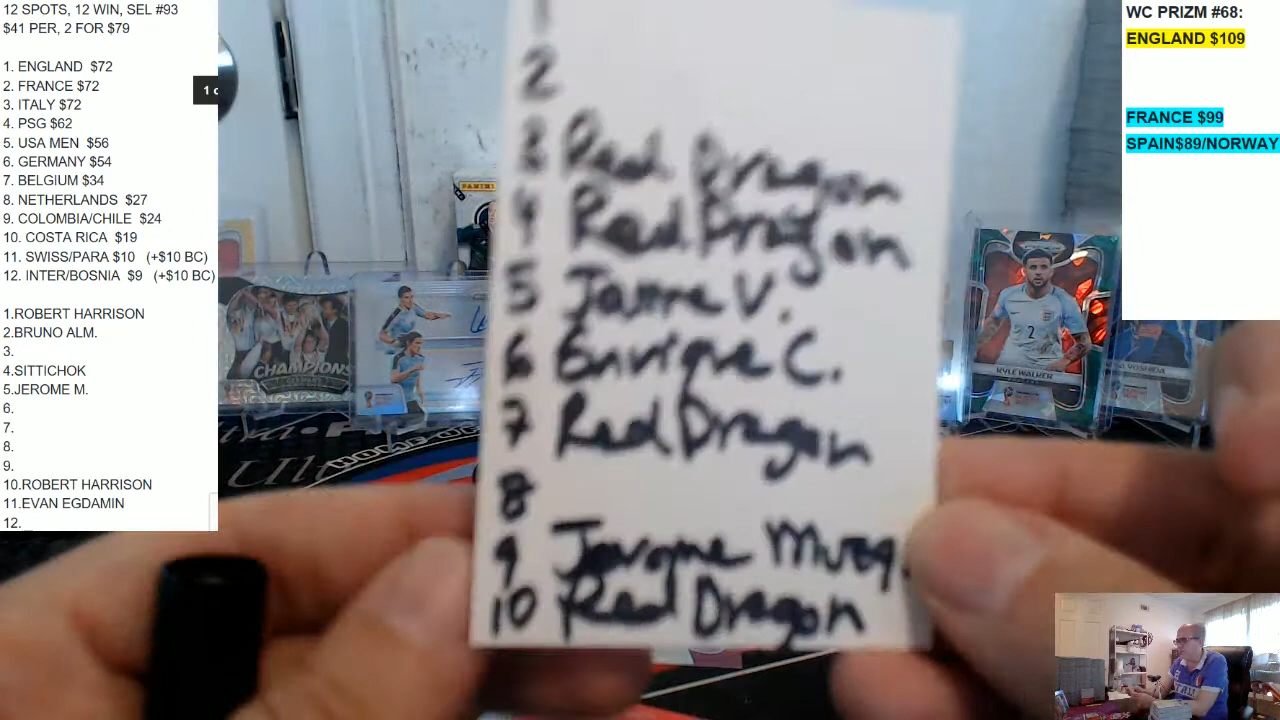 12 SPOTS, 12 WIN, SEL #93
$41 PER, 2 FOR $79
1. ENGLAND $72
2. FRANCE $72
3. ITALY $72
4. PSG $62
5. USA MEN $56
6. GERMANY $54
7. BELGIUM $34
8. NETHERLANDS $27
9. COLOMBIA/CHILE $24
10. COSTA RICA $19
11. SWISS/PARA $10 (+$10 BC)
12. INTER/BOSNIA $9 (+$10 BC)
1.ROBERT HARRISON
2.BRUNO ALM.
3.
4.SITTICHOK
5.JEROME M.
6.
7.
8.
9.
10.ROBERT HARRISON
11.EVAN EGDAMIN
12.
1
2
3 Red Dragon
4 Red Dragon
5 V.
6 Enrique C.
7 Red Dragon
8
9
10 Red Dragon
PANINI
CHAMPIONS
2
KYLE WALKER
YOSHIDA
WC PRIZM #68:
ENGLAND $109
FRANCE $99
SPAIN$89/NORWAY